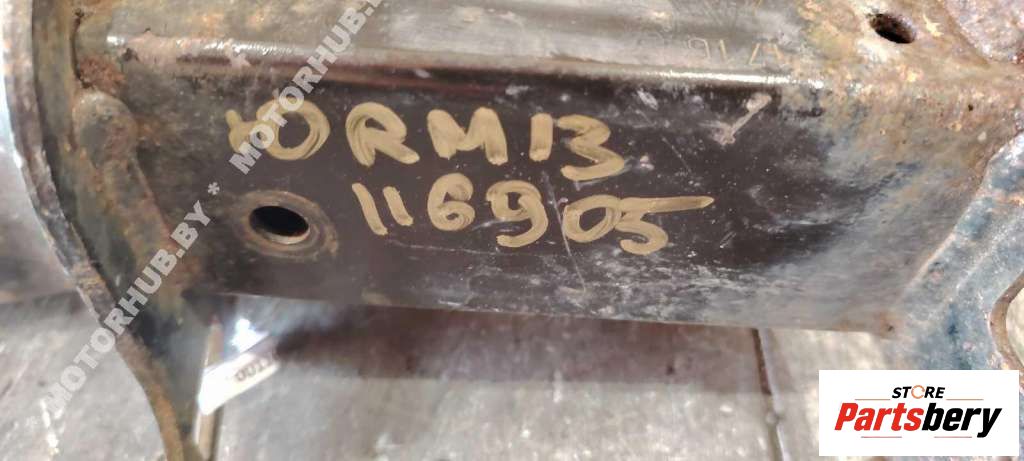 ORM13
116905
MOTORHUB.BY * MOTORHUB.BY
STORE
Partsbery